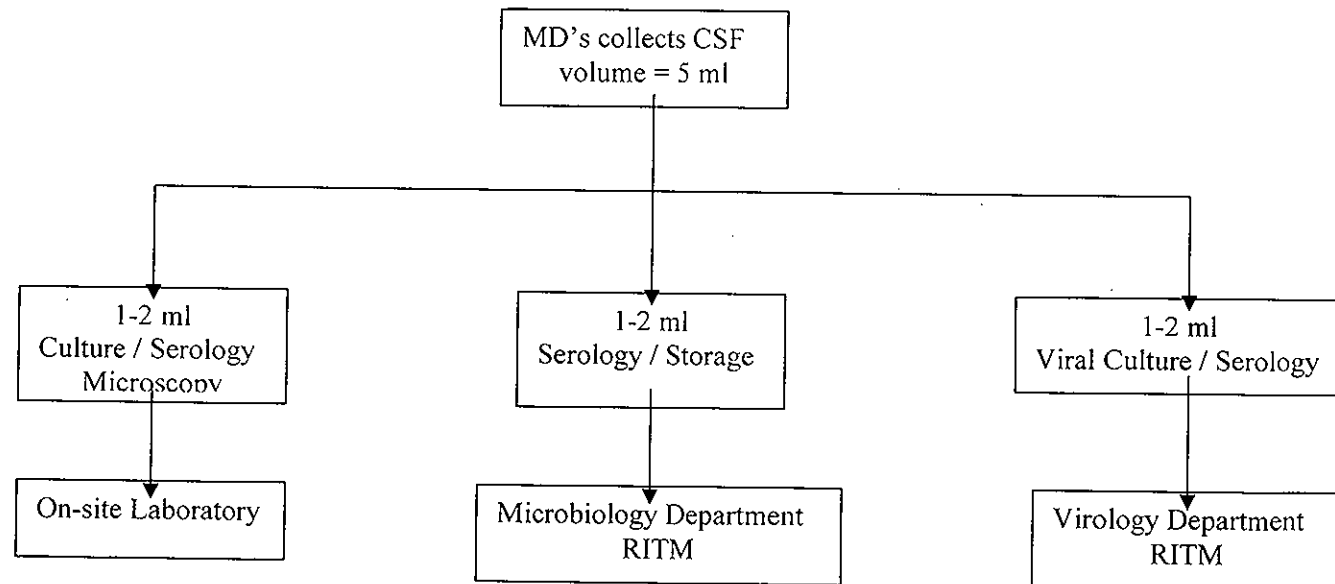 MD's collects CSF
volume = 5 ml
1-2 ml
Culture / Serology
Microscopy
1-2 ml
Serology / Storage
1-2 ml
Viral Culture / Serology
On-site Laboratory
Microbiology Department
RITM
Virology Department
RITM